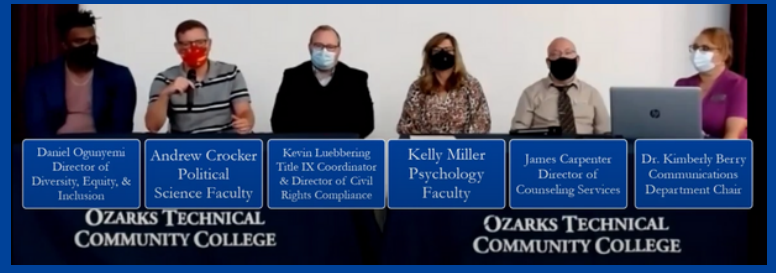 Daniel Ogunyemi
Director of
Diversity, Equity, &
Inclusion
Andrew Crocker
Political
Science Faculty
Kevin Luebbering
Title IX Coordinator
& Director of Civil
Rights Compliance
Kelly Miller
Psychology
Faculty
James Carpenter
Director of
Counseling Services
Dr. Kimberly Berry
Communications
Department Chair
OZARKS TECHNICAL
COMMUNITY COLLEGE
OZARKS TECHNICAL
COMMUNITY COLLEGE
hp